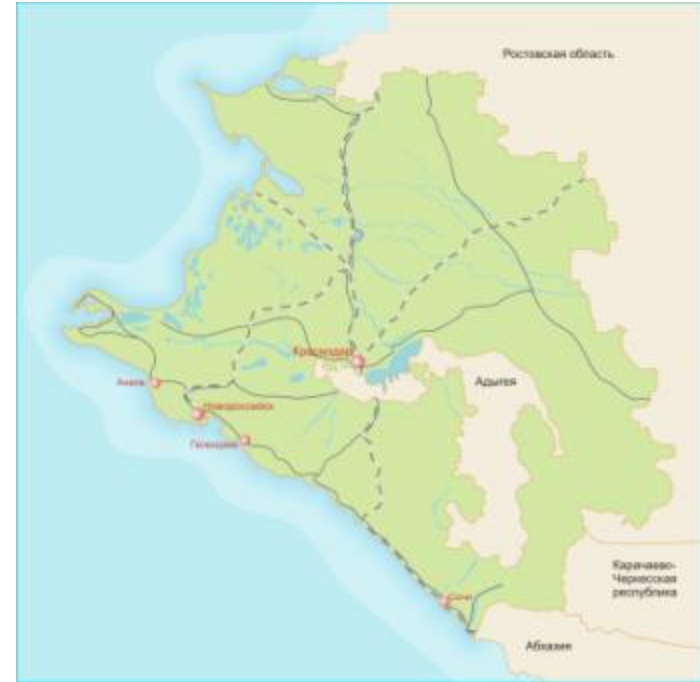 Ростовская область
Краснодар
Адыгея
Анапа
Новороссийск
Геленджик
Карачаево-
Черкесская
республика
Сочи
Абхазия